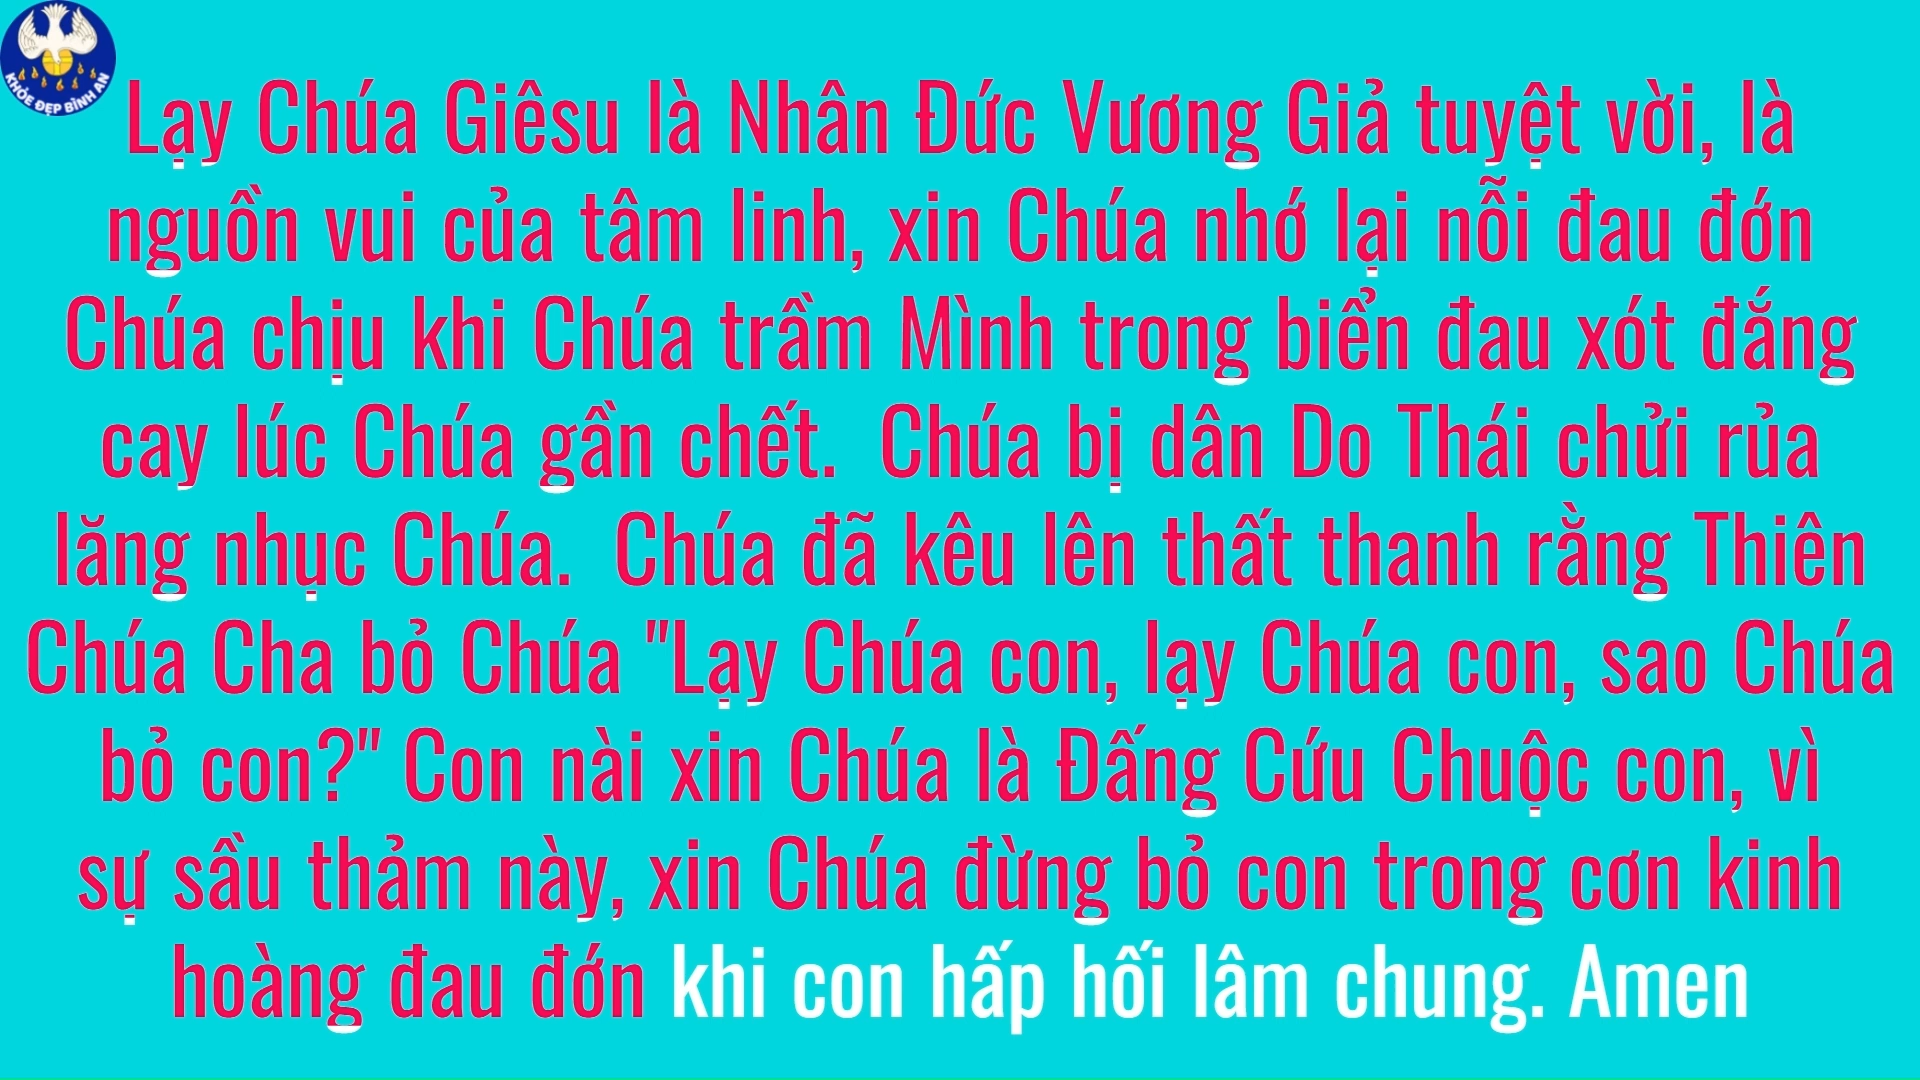 KHỎE ĐẸP BÌNH AN
Lạy Chúa Giêsu là Nhân Đức Vương Giả tuyệt vời, là
nguồn vui của tâm linh, xin Chúa nhớ lại nỗi đau đớn
Chúa chịu khi Chúa trầm Mình trong biển đau xót đắng
cay lúc Chúa gần chết.  Chúa bị dân Do Thái chửi rủa
lăng nhục Chúa.  Chúa đã kêu lên thất thanh rằng Thiên
Chúa Cha bỏ Chúa "Lạy Chúa con, lạy Chúa con, sao Chúa
bỏ con?" Con nài xin Chúa là Đấng Cứu Chuộc con, vì
sự sầu thảm này, xin Chúa đừng bỏ con trong cơn kinh
hoàng đau đớn khi con hấp hối lâm chung. Amen